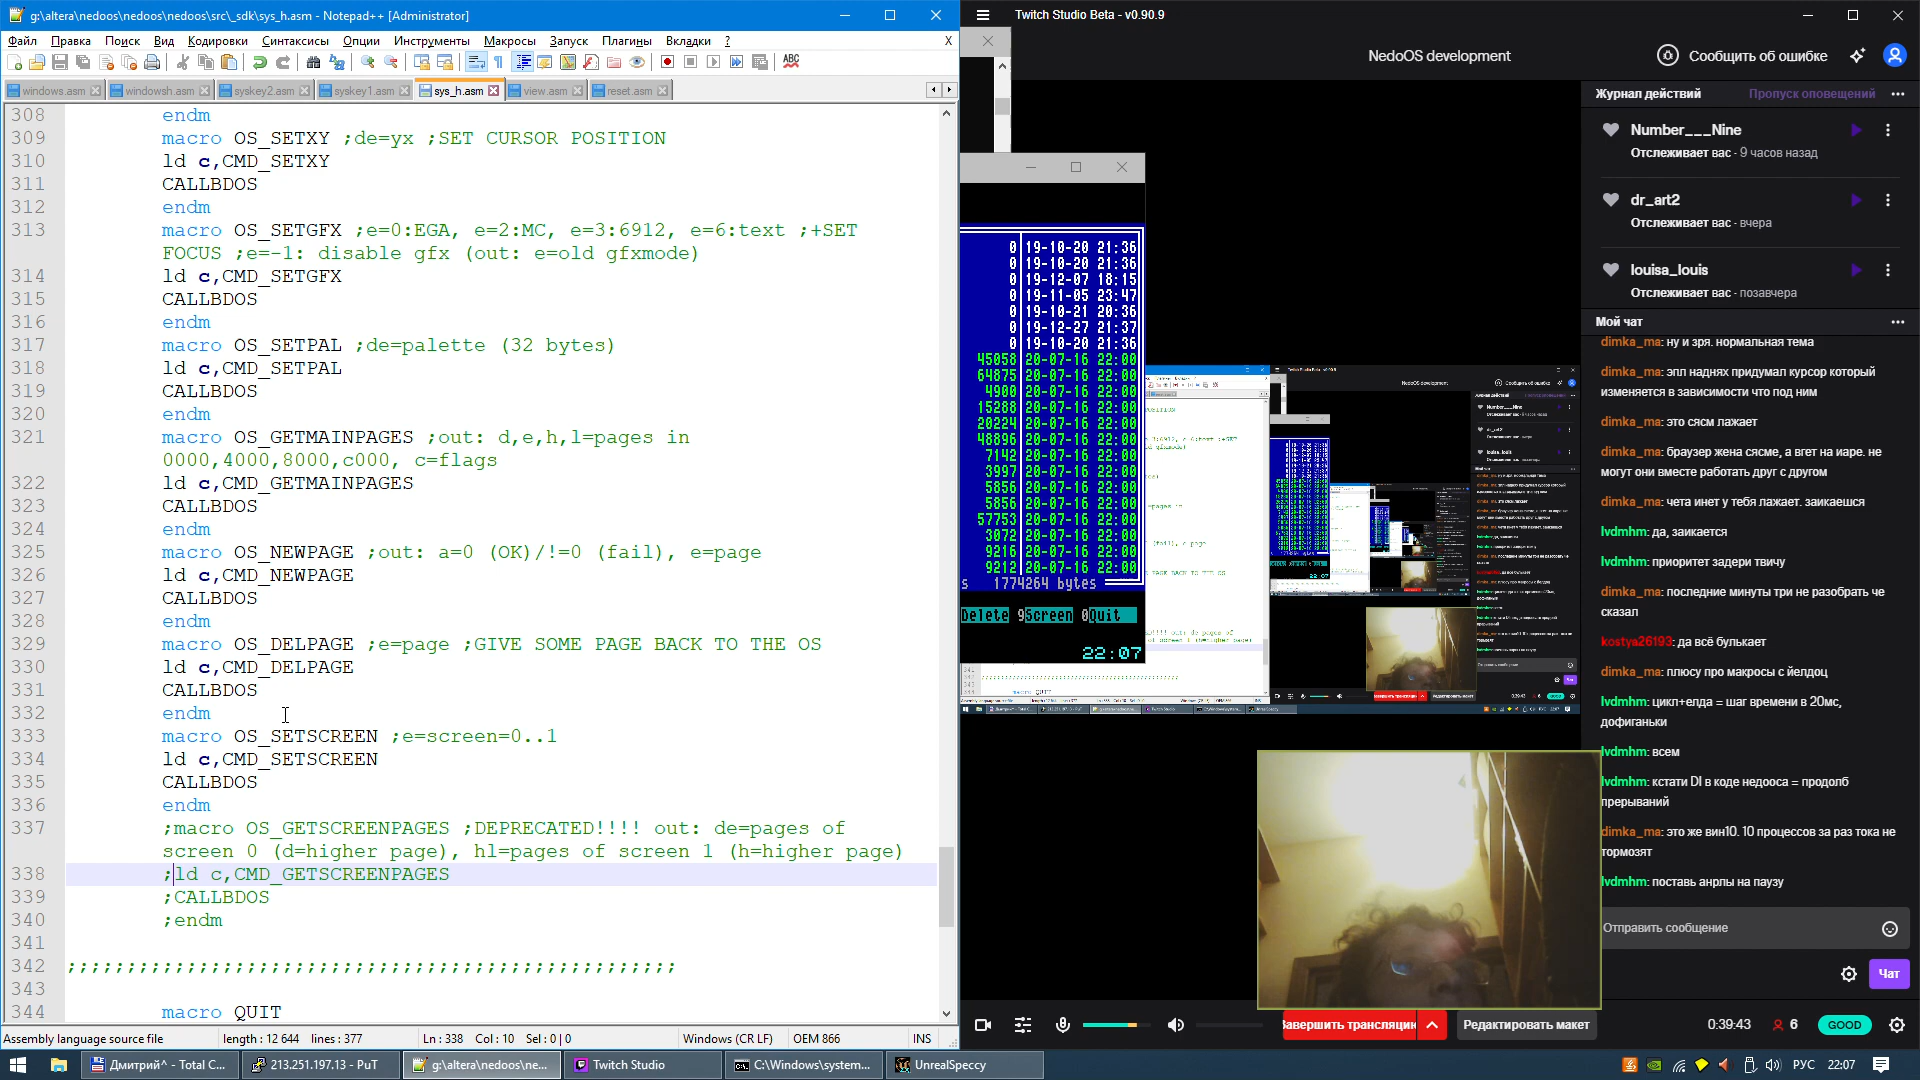 g:\altera\nedoos\nedoos\nedoos\src\_sdk\sys_h.asm - Notepad++ [Administrator]
Файл Правка Поиск Вид Кодировки Синтаксисы Опции Инструменты Макросы Запуск Плагины Вкладки ? X
windows.asm windowsh.asm syskey2.asm syskey1.asm sys_h.asm view.asm reset.asm
308 endm
309 macro OS_SETXY ;de=yx ;SET CURSOR POSITION
310 ld c,CMD_SETXY
311 CALLBDOS
312 endm
313 macro OS_SETGFX ;e=0:EGA, e=2:MC, e=3:6912, e=6:text ;+SET
FOCUS ;e=-1: disable gfx (out: e=old gfxmode)
314 ld c,CMD_SETGFX
315 CALLBDOS
316 endm
317 macro OS_SETPAL ;de=palette (32 bytes)
318 ld c,CMD_SETPAL
319 CALLBDOS
320 endm
321 macro OS_GETMAINPAGES ;out: d,e,h,l=pages in
0000,4000,8000,c000, c=flags
322 ld c,CMD_GETMAINPAGES
323 CALLBDOS
324 endm
325 macro OS_NEWPAGE ;out: a=0 (OK)/!=0 (fail), e=page
326 ld c,CMD_NEWPAGE
327 CALLBDOS
328 endm
329 macro OS_DELPAGE ;e=page ;GIVE SOME PAGE BACK TO THE OS
330 ld c,CMD_DELPAGE
331 CALLBDOS
332 endm
333 macro OS_SETSCREEN ;e=screen=0..1
334 ld c,CMD_SETSCREEN
335 CALLBDOS
336 endm
337 ;macro OS_GETSCREENPAGES ;DEPRECATED!!!! out: de=pages of
screen 0 (d=higher page), hl=pages of screen 1 (h=higher page)
338 ;ld c,CMD_GETSCREENPAGES
339 ;CALLBDOS
340 ;endm
341
342 ;;;;;;;;;;;;;;;;;;;;;;;;;;;;;;;;;;;;;;;;;;;;;;;;;;;
343
344 macro QUIT
Assembly language source file length : 12 644 lines : 377 Ln : 338 Col : 10 Sel : 0 | 0 Windows (CR LF) OEM 866 INS
0 19-10-20 21:36
0 19-10-20 21:36
0 19-12-07 18:15
0 19-11-05 23:47
0 19-10-21 20:36
0 19-12-27 21:37
0 19-10-20 21:36
45058 20-07-16 22:00
64875 20-07-16 22:00
4900 20-07-16 22:00
15288 20-07-16 22:00
20224 20-07-16 22:00
48896 20-07-16 22:00
7142 20-07-16 22:00
3997 20-07-16 22:00
5856 20-07-16 22:00
5856 20-07-16 22:00
57753 20-07-16 22:00
3072 20-07-16 22:00
9216 20-07-16 22:00
9212 20-07-16 22:00
s 1774264 bytes
Delete 9Screen 0Quit
22:07
Twitch Studio Beta - v0.90.9
NedoOS development
Сообщить об ошибке
Журнал действий Пропуск оповещений
Number___Nine
Отслеживает вас - 9 часов назад
dr_art2
Отслеживает вас - вчера
louisa_louis
Отслеживает вас - позавчера
Мой чат
dimka_ma: ну и зря. нормальная тема
dimka_ma: эпл наднях придумал курсор который
изменяется в зависимости что под ним
dimka_ma: это сясм лажает
dimka_ma: браузер жена сясме, а вгет на иаре. не
могут они вместе работать друг с другом
dimka_ma: чета инет у тебя лажает. заикаешся
lvdmhm: да, заикается
lvdmhm: приоритет задери твичу
dimka_ma: последние минуты три не разобрать че
сказал
kostya26193: да всё булькает
dimka_ma: плюсу про макросы с йелдоц
lvdmhm: цикл+елда = шаг времени в 20мс,
дофиганьки
lvdmhm: всем
lvdmhm: кстати DI в коде недооса = продолб
прерываний
dimka_ma: это же вин10. 10 процессов за раз тока не
тормозят
lvdmhm: поставь анрлы на паузу
Отправить сообщение
Чат
Завершить трансляцию Редактировать макет 0:39:43 6 GOOD
Дмитрий^ - Total C... 213.251.197.13 - PuT g:\altera\nedoos\ne... Twitch Studio C:\Windows\system... UnrealSpeccy РУС 22:07